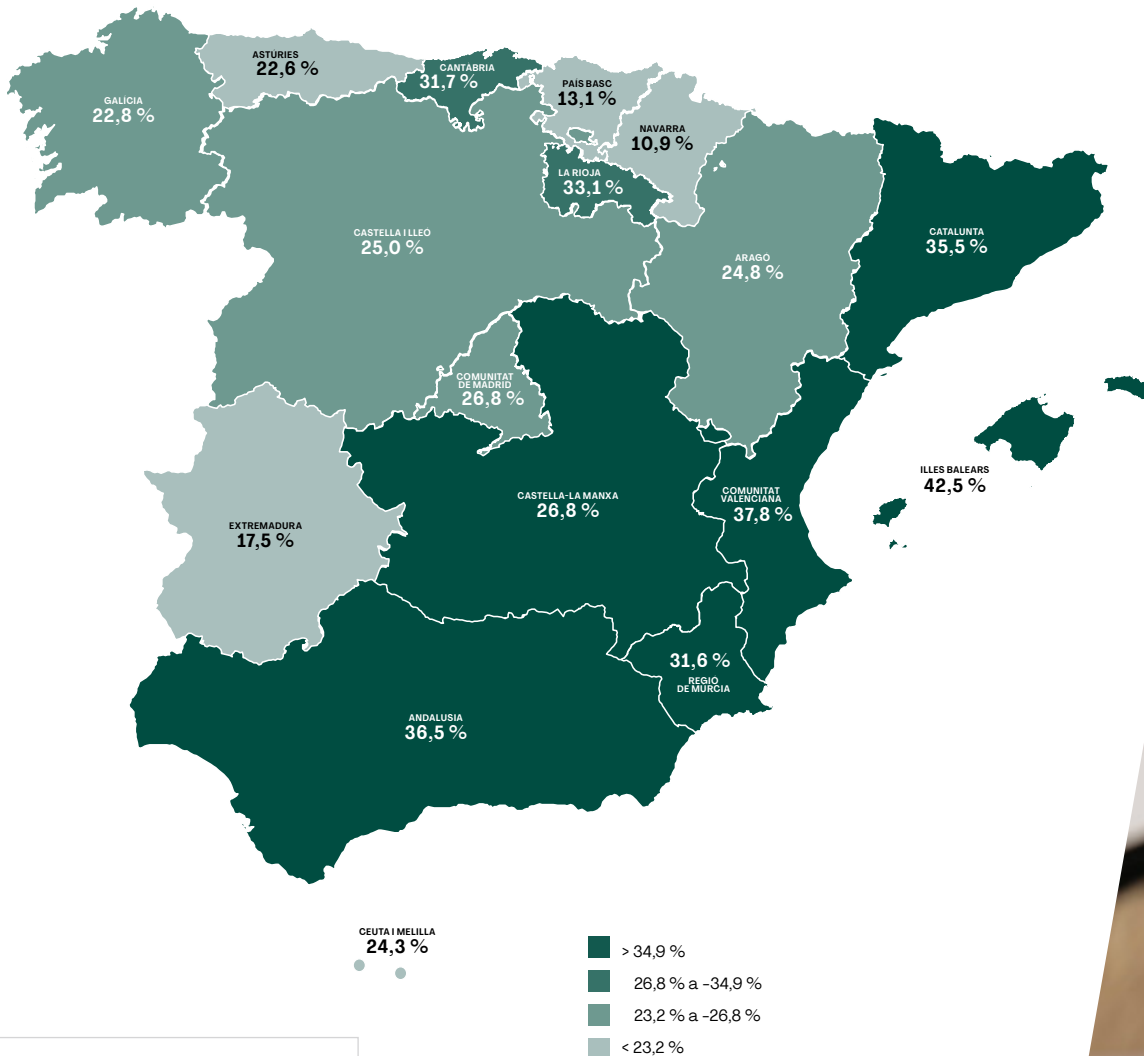 ASTÚRIES
22,6 %
CANTÀBRIA
31,7 %
PAÍS BASC
13,1 %
GALÍCIA
22,8 %
NAVARRA
10,9 %
LA RIOJA
33,1 %
CASTELLA I LLEÓ
25,0 %
CATALUNYA
35,5 %
ARAGÓ
24,8 %
COMUNITAT
DE MADRID
26,8 %
ILLES BALEARS
42,5 %
CASTELLA-LA MANXA
26,8 %
COMUNITAT
VALENCIANA
37,8 %
EXTREMADURA
17,5 %
31,6 %
REGIÓ
DE MÚRCIA
ANDALUSIA
36,5 %
CEUTA I MELILLA
24,3 %
> 34,9 %
26,8 % a -34,9 %
23,2 % a -26,8 %
< 23,2 %